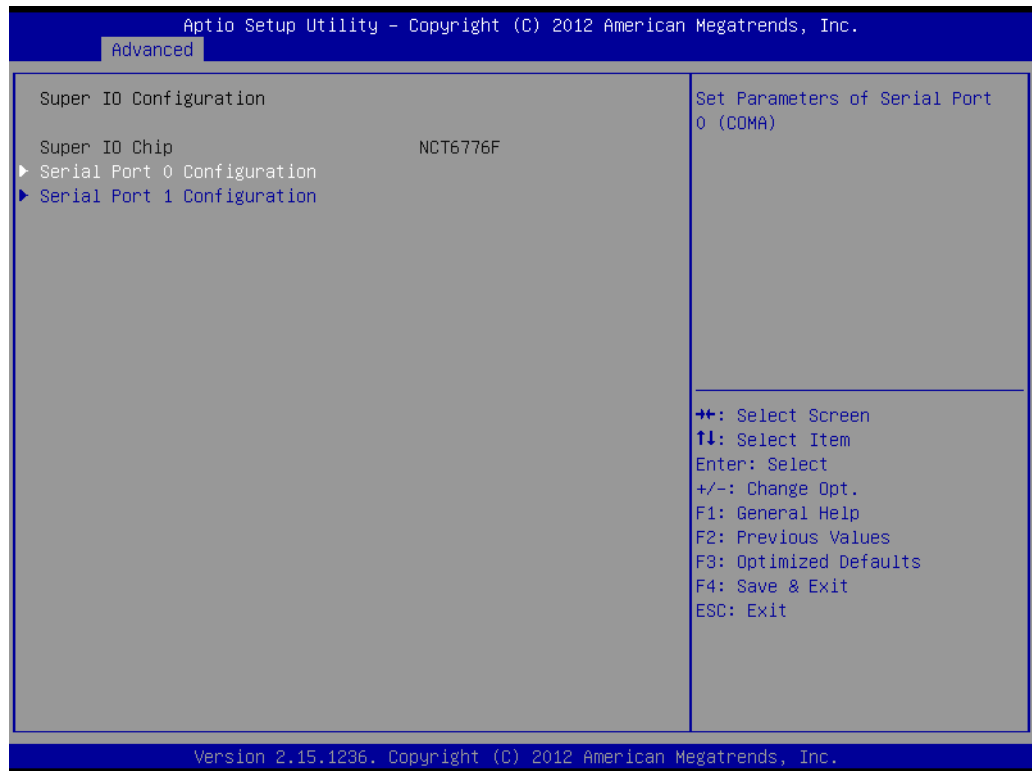 Aptio Setup Utility – Copyright (C) 2012 American Megatrends, Inc.
Advanced
Super IO Configuration
Super IO Chip NCT6776F
▶ Serial Port 0 Configuration
▶ Serial Port 1 Configuration
Set Parameters of Serial Port
0 (COMA)
→←: Select Screen
↑↓: Select Item
Enter: Select
+/-: Change Opt.
F1: General Help
F2: Previous Values
F3: Optimized Defaults
F4: Save & Exit
ESC: Exit
Version 2.15.1236. Copyright (C) 2012 American Megatrends, Inc.